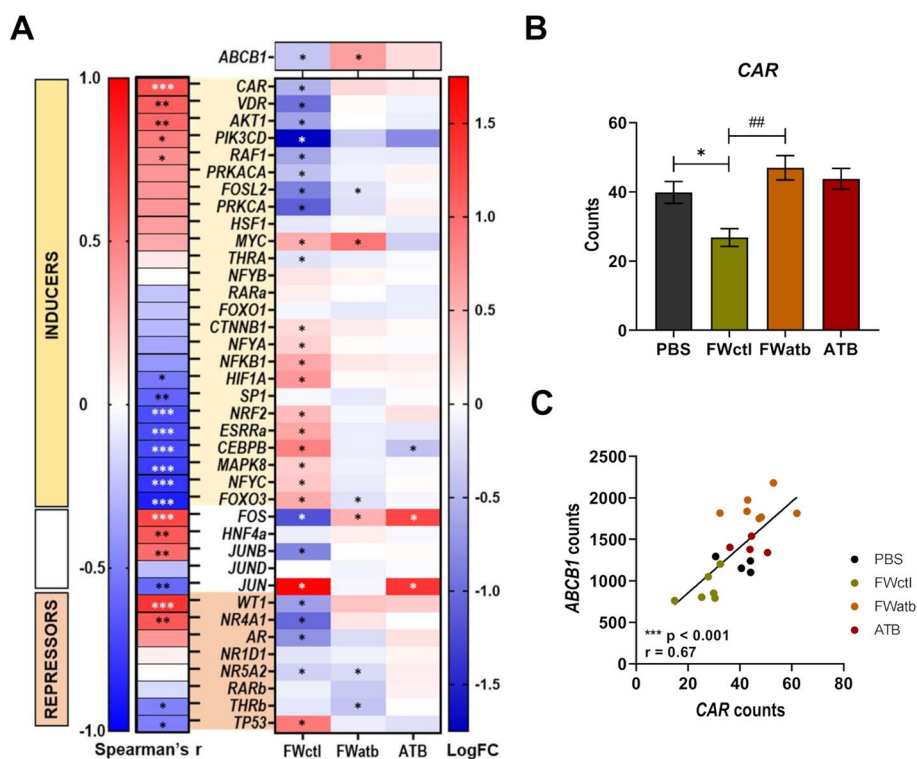 A
ABCB1 * *
1.0
0.5
0
-0.5
-1.0
INDUCERS
REPRESSORS
*** CAR *
** VDR *
** AKT1 *
* PIK3CD *
* RAF1 *
PRKACA *
FOSL2 * *
PRKCA *
HSF1
MYC * *
THRA *
NFYB
RARa
FOXO1
CTNNB1 *
NFYA *
NFKB1 *
* HIF1A *
** SP1
*** NRF2 *
*** ESRRa *
*** CEBPB * *
*** MAPK8 *
*** NFYC *
*** FOXO3 * *
*** FOS * * *
** HNF4a
** JUNB *
JUND
** JUN * *
*** WT1 *
** NR4A1 *
AR *
NR1D1
NR5A2 * *
RARb
* THRb *
* TP53 *
1.5
1.0
0.5
0
-0.5
-1.0
-1.5
Spearman's r
FWctl FWatb ATB
LogFC
B
CAR
##
*
60
40
20
0
Counts
PBS FWctl FWatb ATB
C
2500
2000
1500
1000
500
0
ABCB1 counts
PBS
FWctl
FWatb
ATB
*** p < 0.001
r = 0.67
0 20 40 60 80
CAR counts